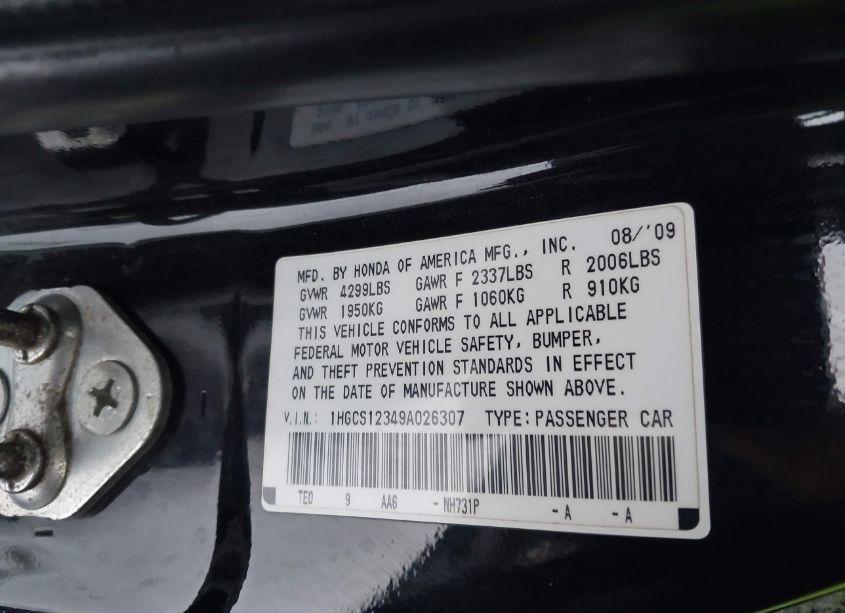 MFD. BY HONDA OF AMERICA MFG., INC. 08/'09
GVWR 4299LBS GAWR F 2337LBS R 2006LBS
GVWR 1950KG GAWR F 1060KG R 910KG
THIS VEHICLE CONFORMS TO ALL APPLICABLE
FEDERAL MOTOR VEHICLE SAFETY, BUMPER,
AND THEFT PREVENTION STANDARDS IN EFFECT
ON THE DATE OF MANUFACTURE SHOWN ABOVE.
V.I.N.: 1HGCS12349A026307 TYPE: PASSENGER CAR
TE0 9 AA6 - NH731P - A - A